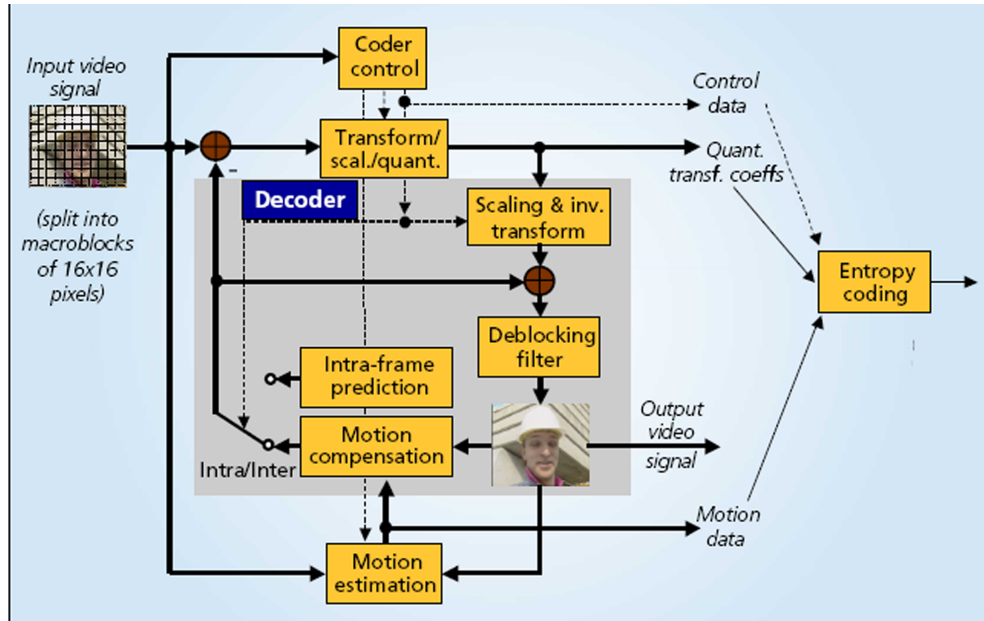 Coder
control
Input video
signal
Control
data
Transform/
scal./quant.
Quant.
transf. coeffs
-
Decoder
Scaling & inv.
transform
(split into
macroblocks
of 16x16
pixels)
Entropy
coding
Deblocking
filter
Intra-frame
prediction
Output
video
signal
Motion
compensation
Intra/Inter
Motion
data
Motion
estimation